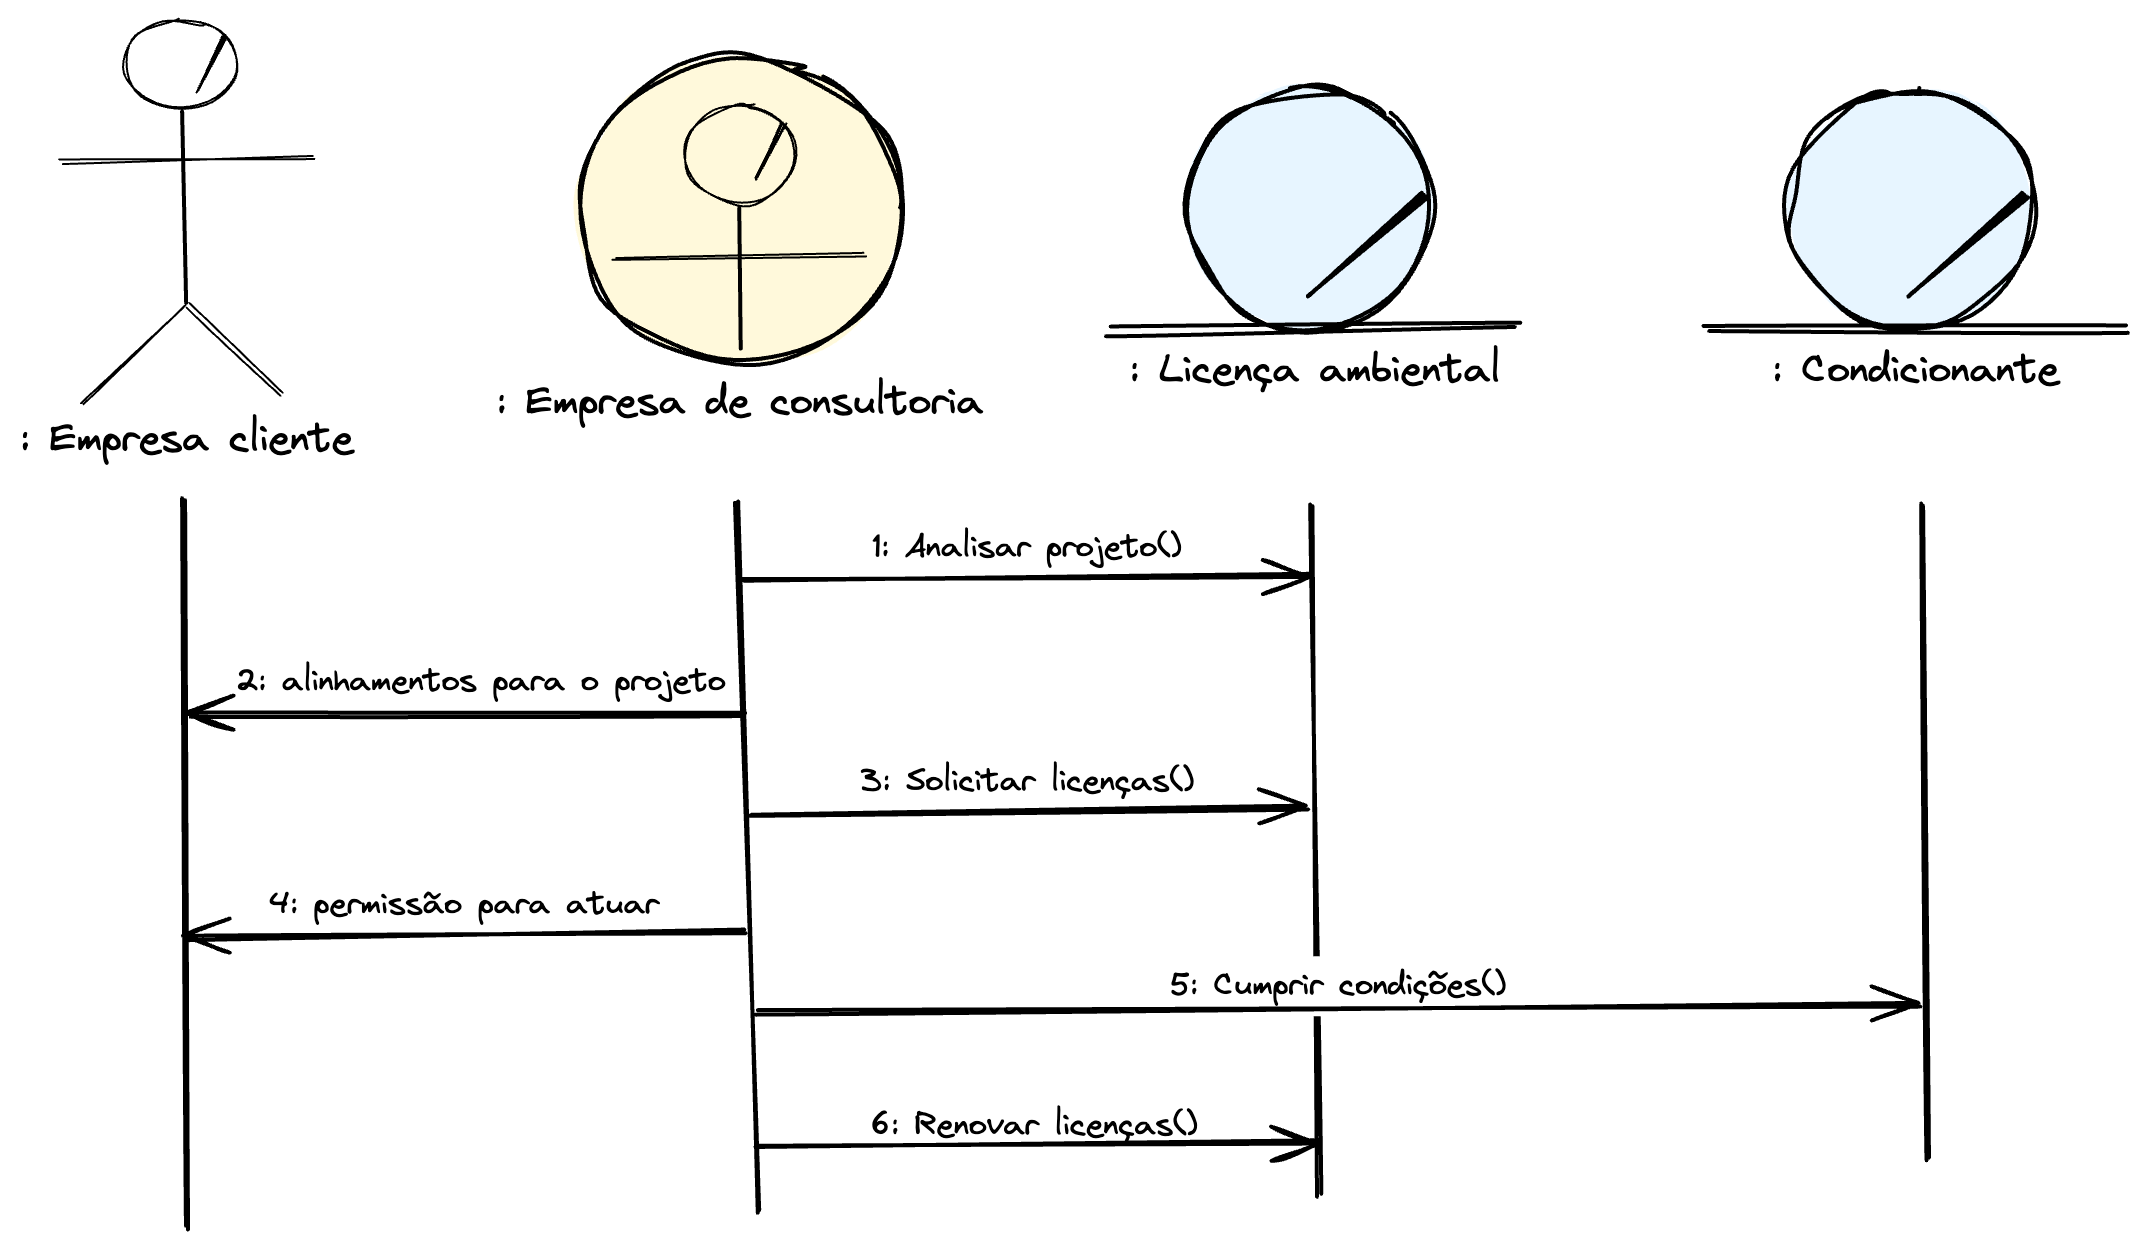 : Empresa cliente
: Empresa de consultoria
: Licença ambiental
: Condicionante
1: Analisar projeto()
2: alinhamentos para o projeto
3: Solicitar licenças()
4: permissão para atuar
5: Cumprir condições()
6: Renovar licenças()